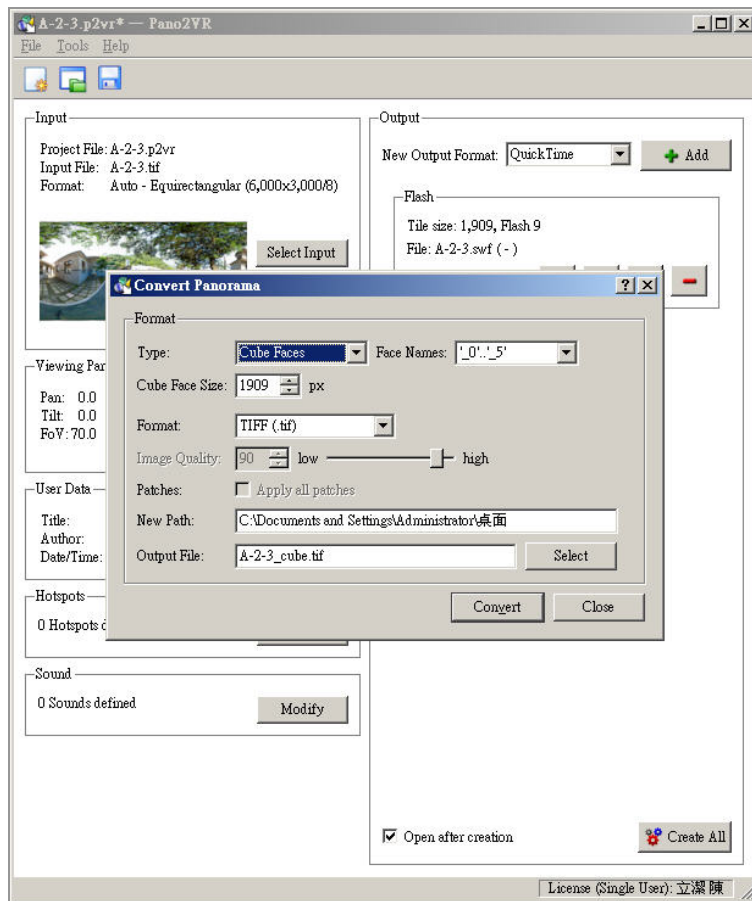 A-2-3.p2vr* — Pano2VR
File Tools Help
Input
Project File: A-2-3.p2vr
Input File: A-2-3.tif
Format: Auto - Equirectangular (6,000x3,000/8)
Select Input
Output
New Output Format: QuickTime Add
Flash
Tile size: 1,909, Flash 9
File: A-2-3.swf ( - )
Convert Panorama
Format
Type: Cube Faces Face Names: '_0'..'_5'
Cube Face Size: 1909 px
Format: TIFF (.tif)
Image Quality: 90 low high
Patches: Apply all patches
New Path: C:\Documents and Settings\Administrator\桌面
Output File: A-2-3_cube.tif Select
Convert Close
Viewing Par
Pan: 0.0
Tilt: 0.0
FoV: 70.0
User Data
Title:
Author:
Date/Time:
Hotspots
0 Hotspots d
Sound
0 Sounds defined
Modify
Open after creation Create All
License (Single User): 立潔 陳